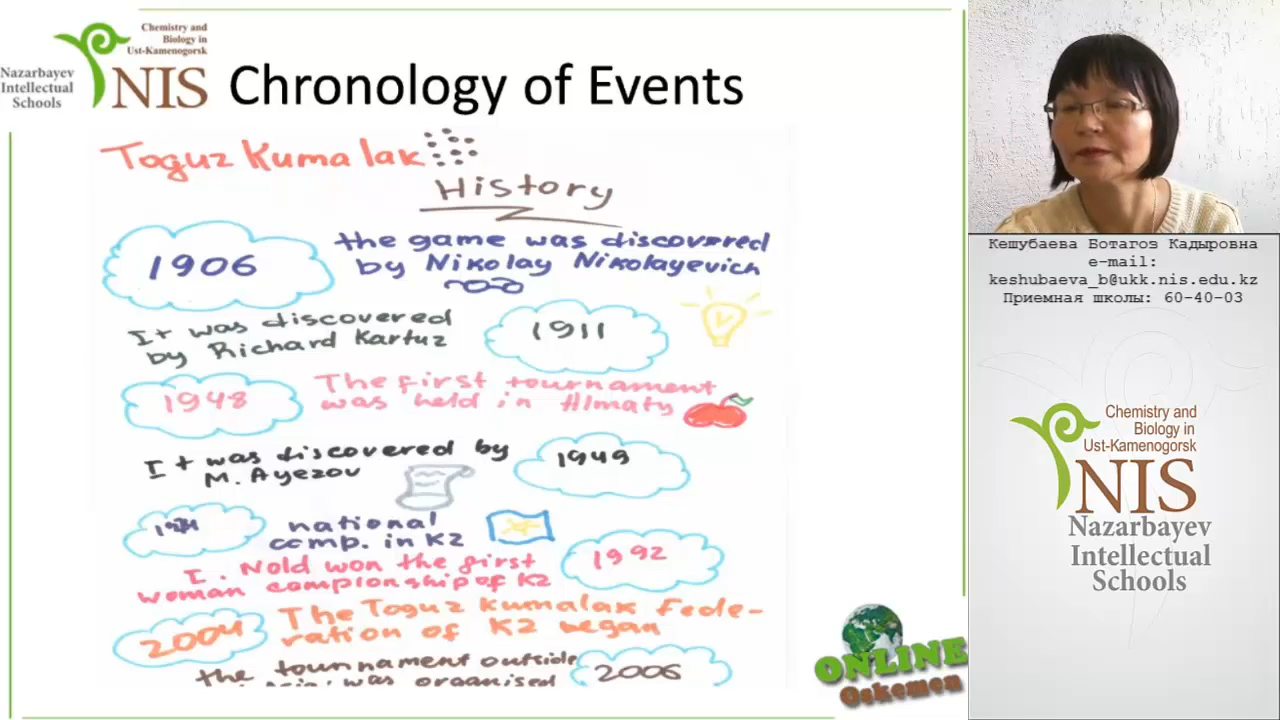 Chemistry and
Biology in
Ust-Kamenogorsk
Nazarbayev
Intellectual
Schools
NIS
Chronology of Events
Toguz Kumalak
History
1906
the game was discovered
by Nikolay Nikolayevich
It was discovered
by Richard Kartuz
1911
1948
The first tournament
was held in Almaty
It was discovered by
M. Ayezov
1949
national
comp. in KZ
1992
I. Nold won the first
woman campionship of KZ
2004
The Toguz Kumalak Fede-
ration of KZ began
the tournament outside
was organised
2006
ONLINE
Oskemen
Кешубаева Ботагоз Кадыровна
e-mail:
keshubaeva_b@ukk.nis.edu.kz
Приемная школы: 60-40-03
Chemistry and
Biology in
Ust-Kamenogorsk
NIS
Nazarbayev
Intellectual
Schools